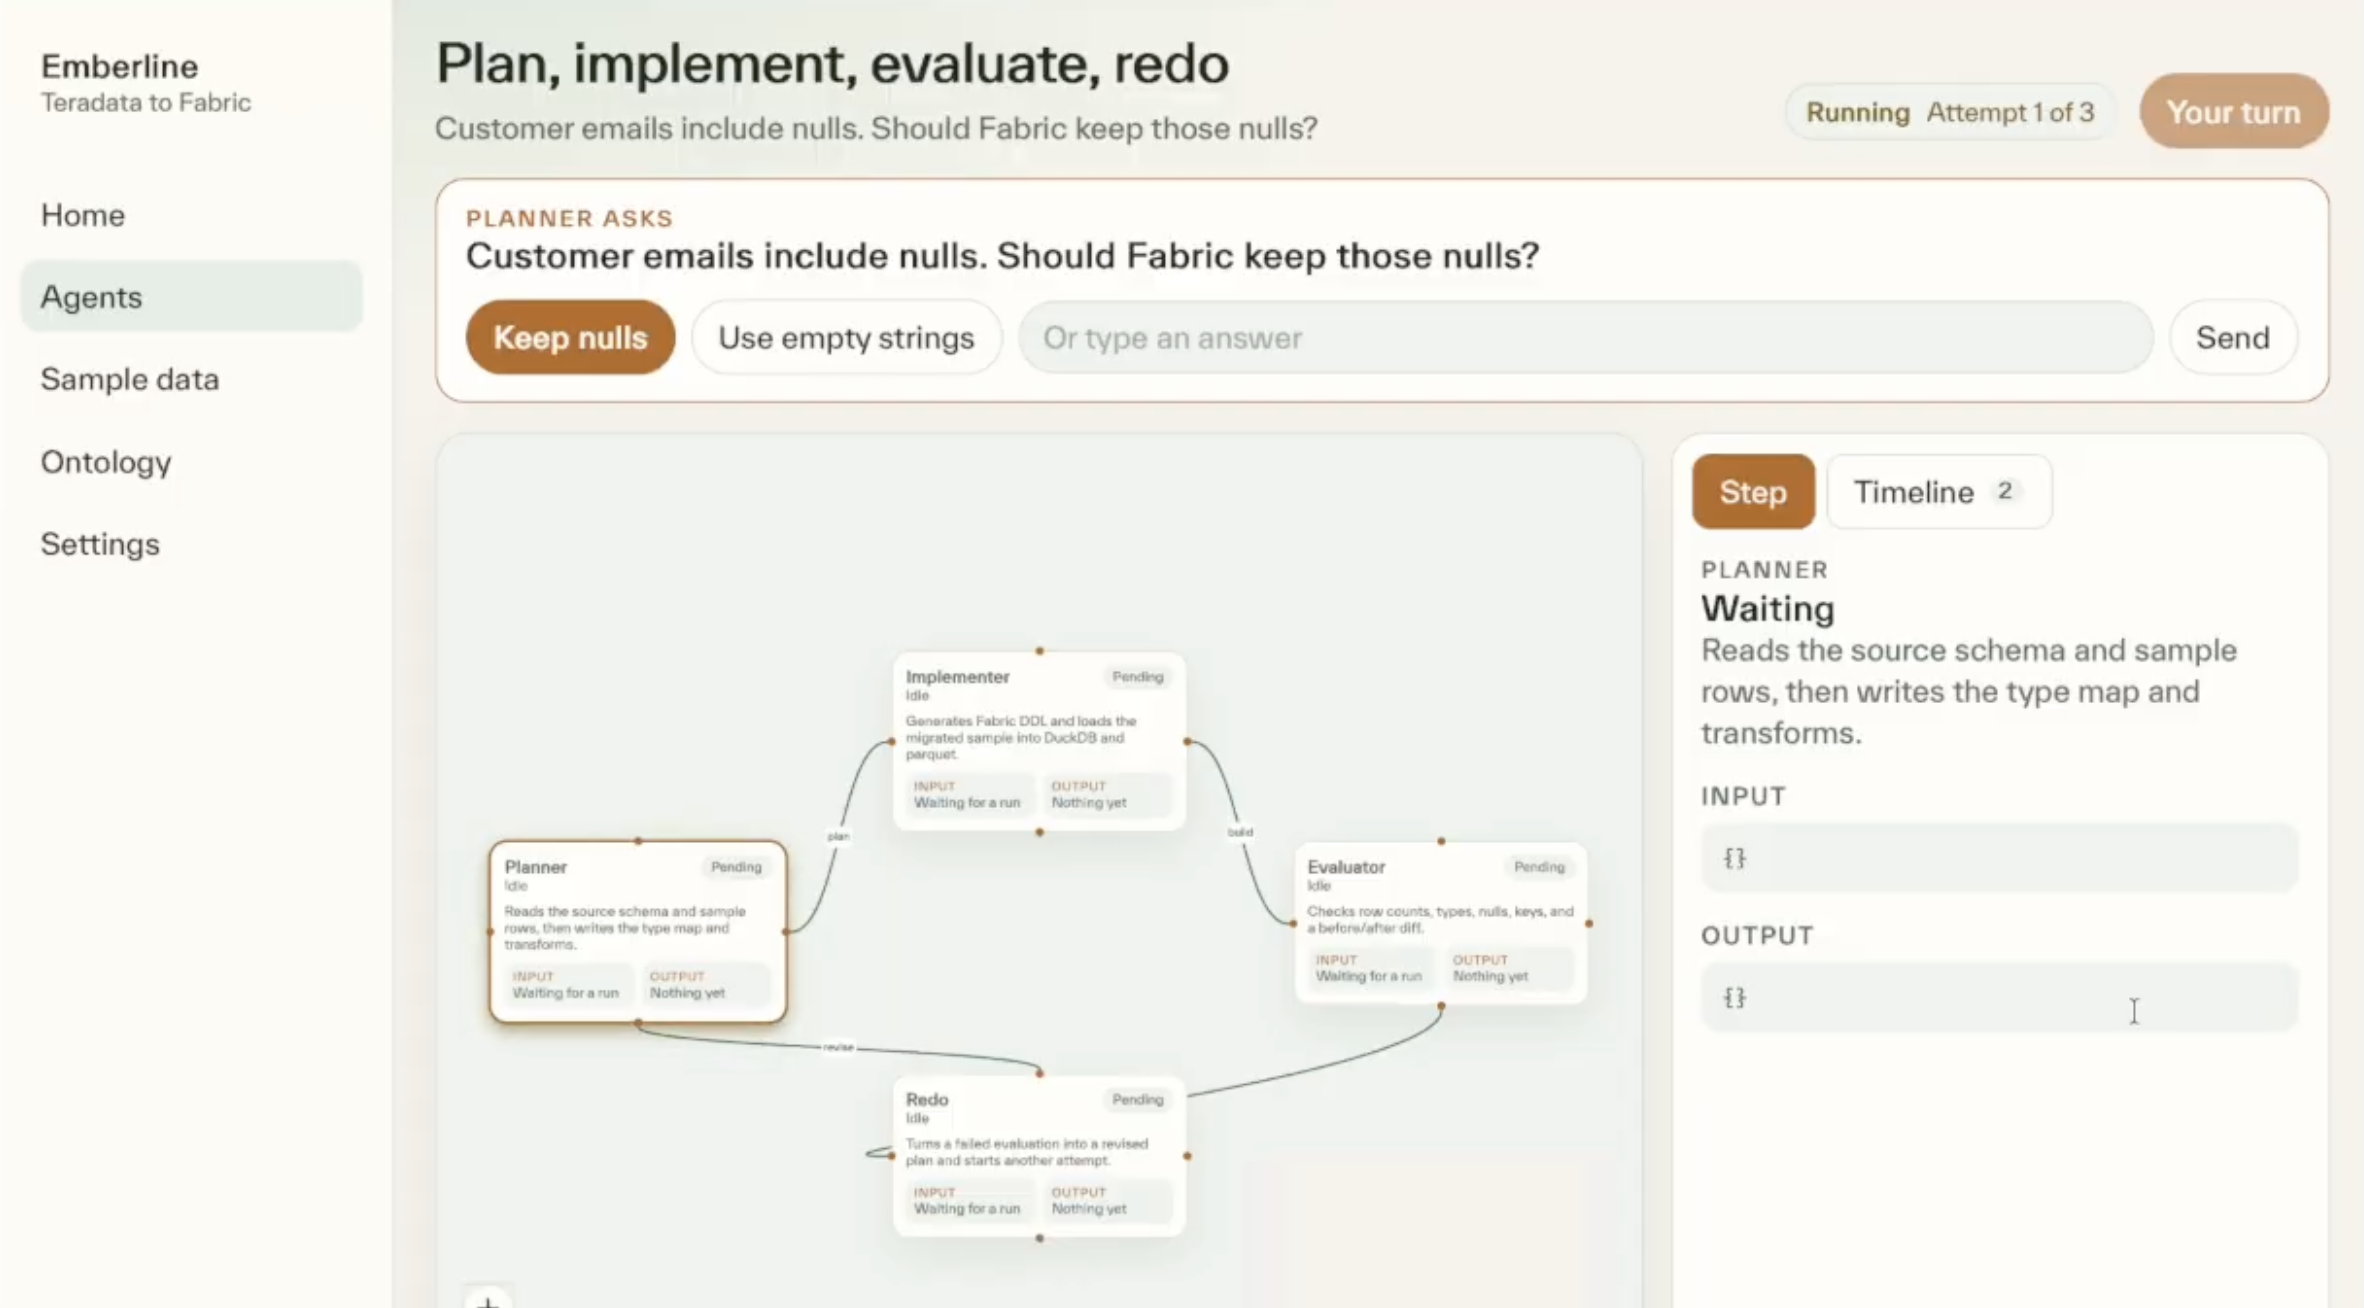 Emberline
Teradata to Fabric
Home
Agents
Sample data
Ontology
Settings
Plan, implement, evaluate, redo
Customer emails include nulls. Should Fabric keep those nulls?
Running Attempt 1 of 3
Your turn
PLANNER ASKS
Customer emails include nulls. Should Fabric keep those nulls?
Keep nulls
Use empty strings
Or type an answer
Send
Implementer
Pending
Idle
Generates Fabric DDL and loads the
migrated sample into DuckDB and
parquet.
INPUT
Waiting for a run
OUTPUT
Nothing yet
plan
build
Planner
Pending
Idle
Reads the source schema and sample
rows, then writes the type map and
transforms.
INPUT
Waiting for a run
OUTPUT
Nothing yet
Evaluator
Pending
Idle
Checks row counts, types, nulls, keys, and
a before/after diff.
INPUT
Waiting for a run
OUTPUT
Nothing yet
revise
Redo
Pending
Idle
Turns a failed evaluation into a revised
plan and starts another attempt.
INPUT
Waiting for a run
OUTPUT
Nothing yet
+
Step
Timeline 2
PLANNER
Waiting
Reads the source schema and sample
rows, then writes the type map and
transforms.
INPUT
{}
OUTPUT
{}